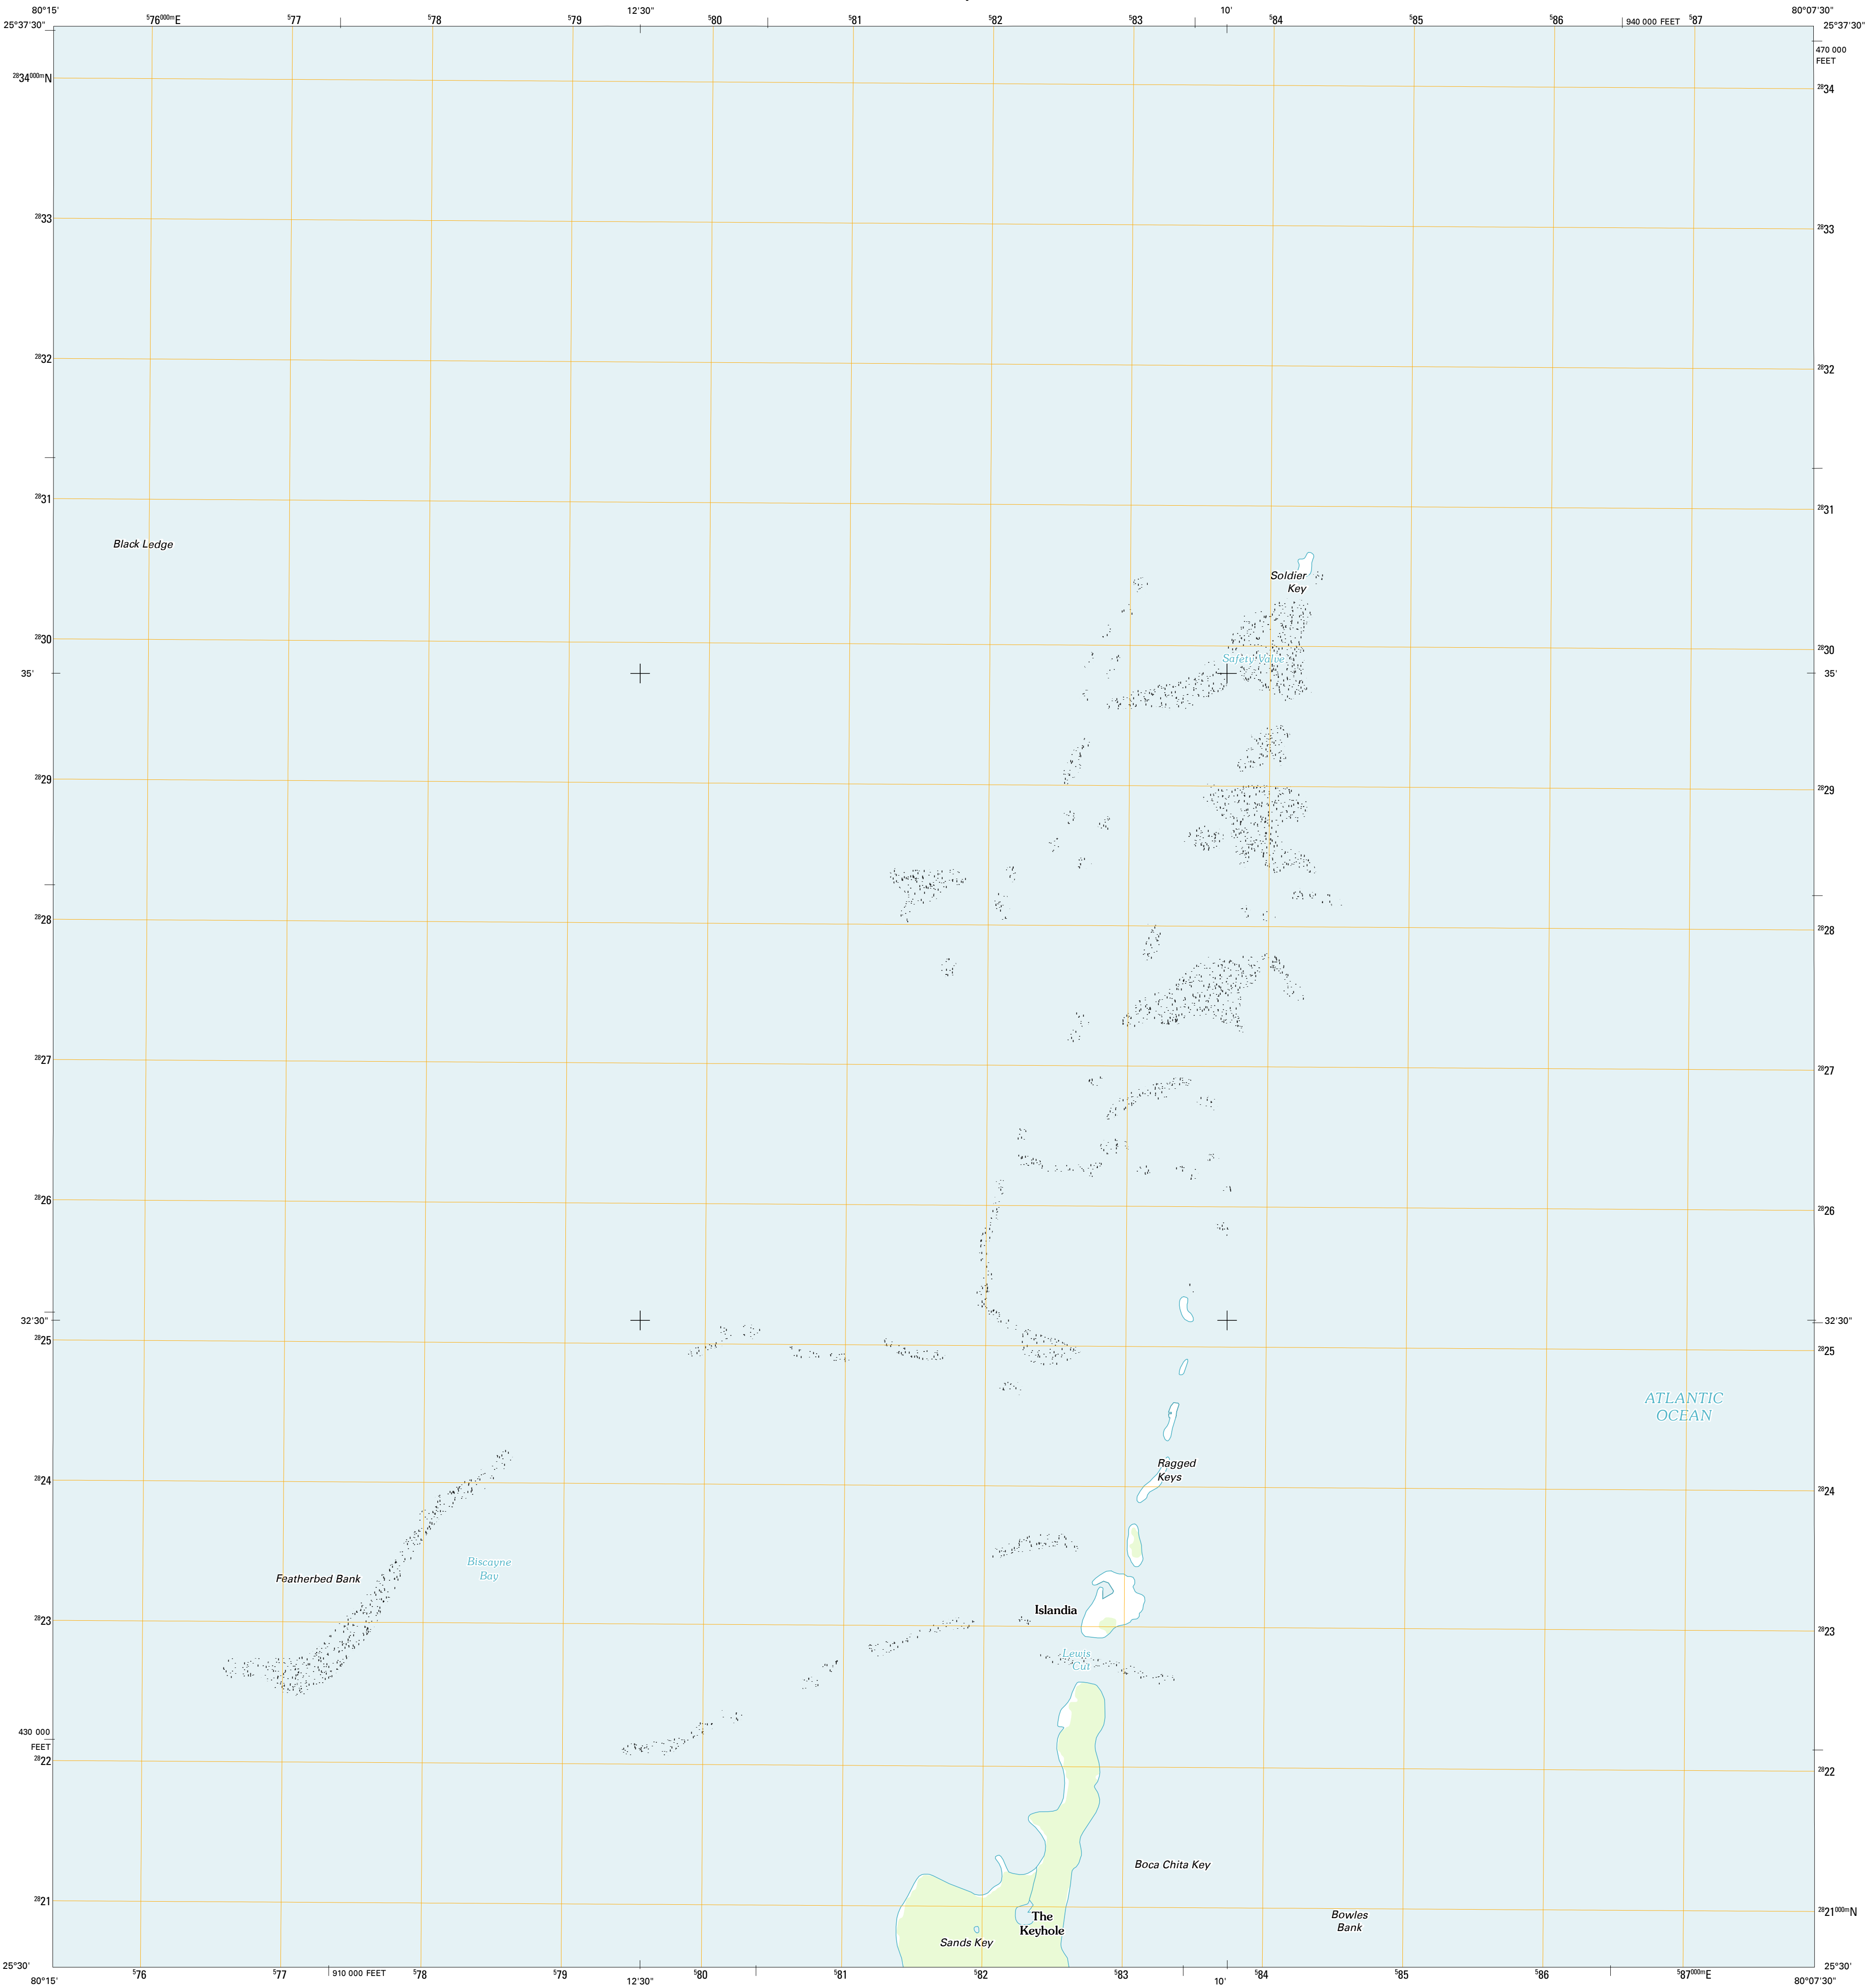 80°15'
⁵76⁰⁰⁰ᵐE
⁵77
⁵78
⁵79
12'30"
⁵80
⁵81
⁵82
⁵83
10'
⁵84
⁵85
⁵86
940 000 FEET
⁵87
80°07'30"
25°37'30"
25°37'30"
470 000
FEET
²⁸34⁰⁰⁰ᵐN
²⁸34
²⁸33
²⁸33
²⁸32
²⁸32
²⁸31
²⁸31
Black Ledge
Soldier
Key
²⁸30
²⁸30
Safety Valve
35'
35'
²⁸29
²⁸29
²⁸28
²⁸28
²⁸27
²⁸27
²⁸26
²⁸26
32'30"
32'30"
²⁸25
²⁸25
ATLANTIC
OCEAN
Ragged
Keys
²⁸24
²⁸24
Biscayne
Bay
Featherbed Bank
Islandia
²⁸23
²⁸23
Lewis
Cut
430 000
FEET
²⁸22
²⁸22
Boca Chita Key
²⁸21
²⁸21⁰⁰⁰ᵐN
The
Keyhole
Bowles
Bank
Sands Key
25°30'
25°30'
80°15'
⁵76
⁵77
910 000 FEET
⁵78
⁵79
12'30"
⁵80
⁵81
⁵82
⁵83
10'
⁵84
⁵85
⁵86
⁵87⁰⁰⁰ᵐE
80°07'30"